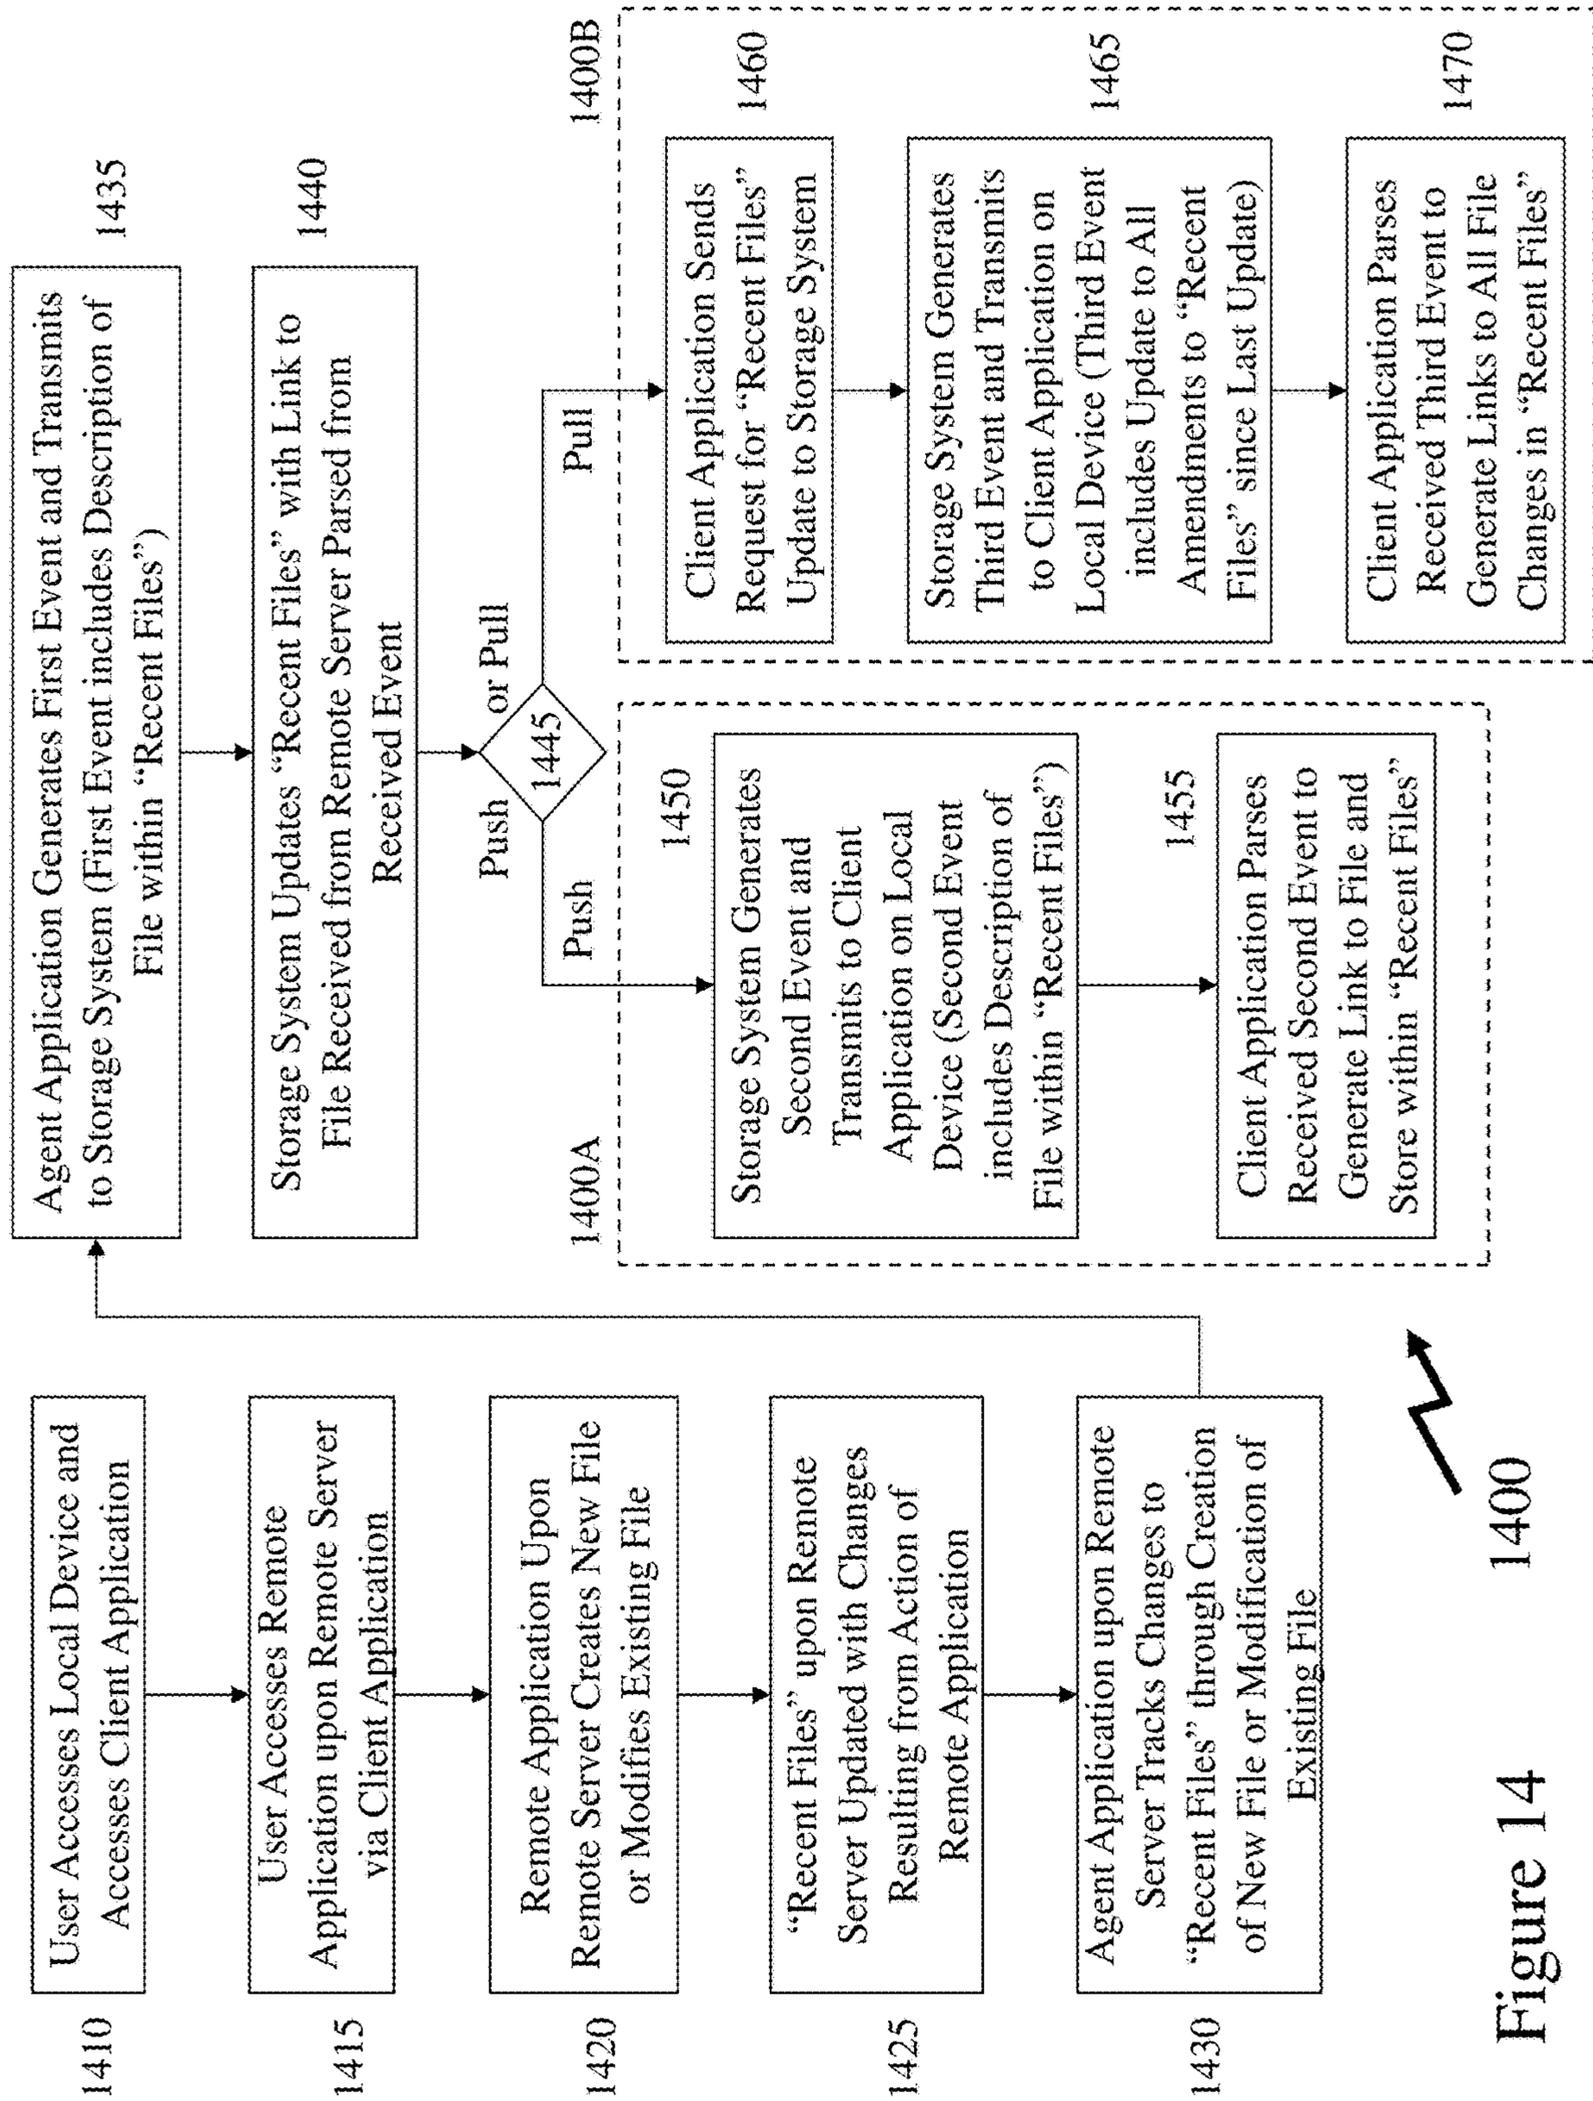 1410
User Accesses Local Device and
Accesses Client Application
1415
User Accesses Remote
Application upon Remote Server
via Client Application
1420
Remote Application Upon
Remote Server Creates New File
or Modifies Existing File
1425
“Recent Files” upon Remote
Server Updated with Changes
Resulting from Action of
Remote Application
1430
Agent Application upon Remote
Server Tracks Changes to
“Recent Files” through Creation
of New File or Modification of
Existing File
1435
Agent Application Generates First Event and Transmits
to Storage System (First Event includes Description of
File within “Recent Files”)
1440
Storage System Updates “Recent Files” with Link to
File Received from Remote Server Parsed from
Received Event
Push
or Pull
1445
Push
Pull
1400A
1450
Storage System Generates
Second Event and
Transmits to Client
Application on Local
Device (Second Event
includes Description of
File within “Recent Files”)
1455
Client Application Parses
Received Second Event to
Generate Link to File and
Store within “Recent Files”
1400B
1460
Client Application Sends
Request for “Recent Files”
Update to Storage System
1465
Storage System Generates
Third Event and Transmits
to Client Application on
Local Device (Third Event
includes Update to All
Amendments to “Recent
Files” since Last Update)
1470
Client Application Parses
Received Third Event to
Generate Links to All File
Changes in “Recent Files”
Figure 14
1400